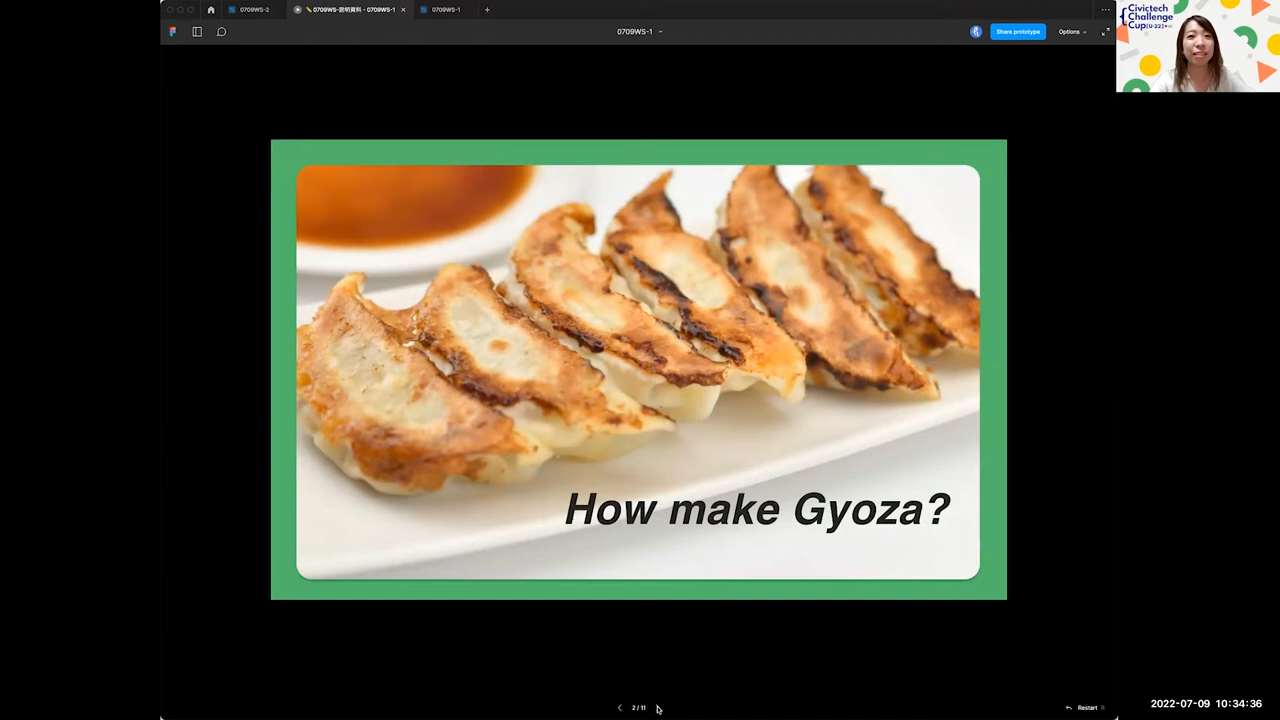 0709WS-2
0709WS-説明資料 - 0709WS-1
0709WS-1
0709WS-1
Share prototype
Options
Civictech
Challenge
Cup U-22
How make Gyoza?
2 / 11
Restart
R
2022-07-09 10:34:36